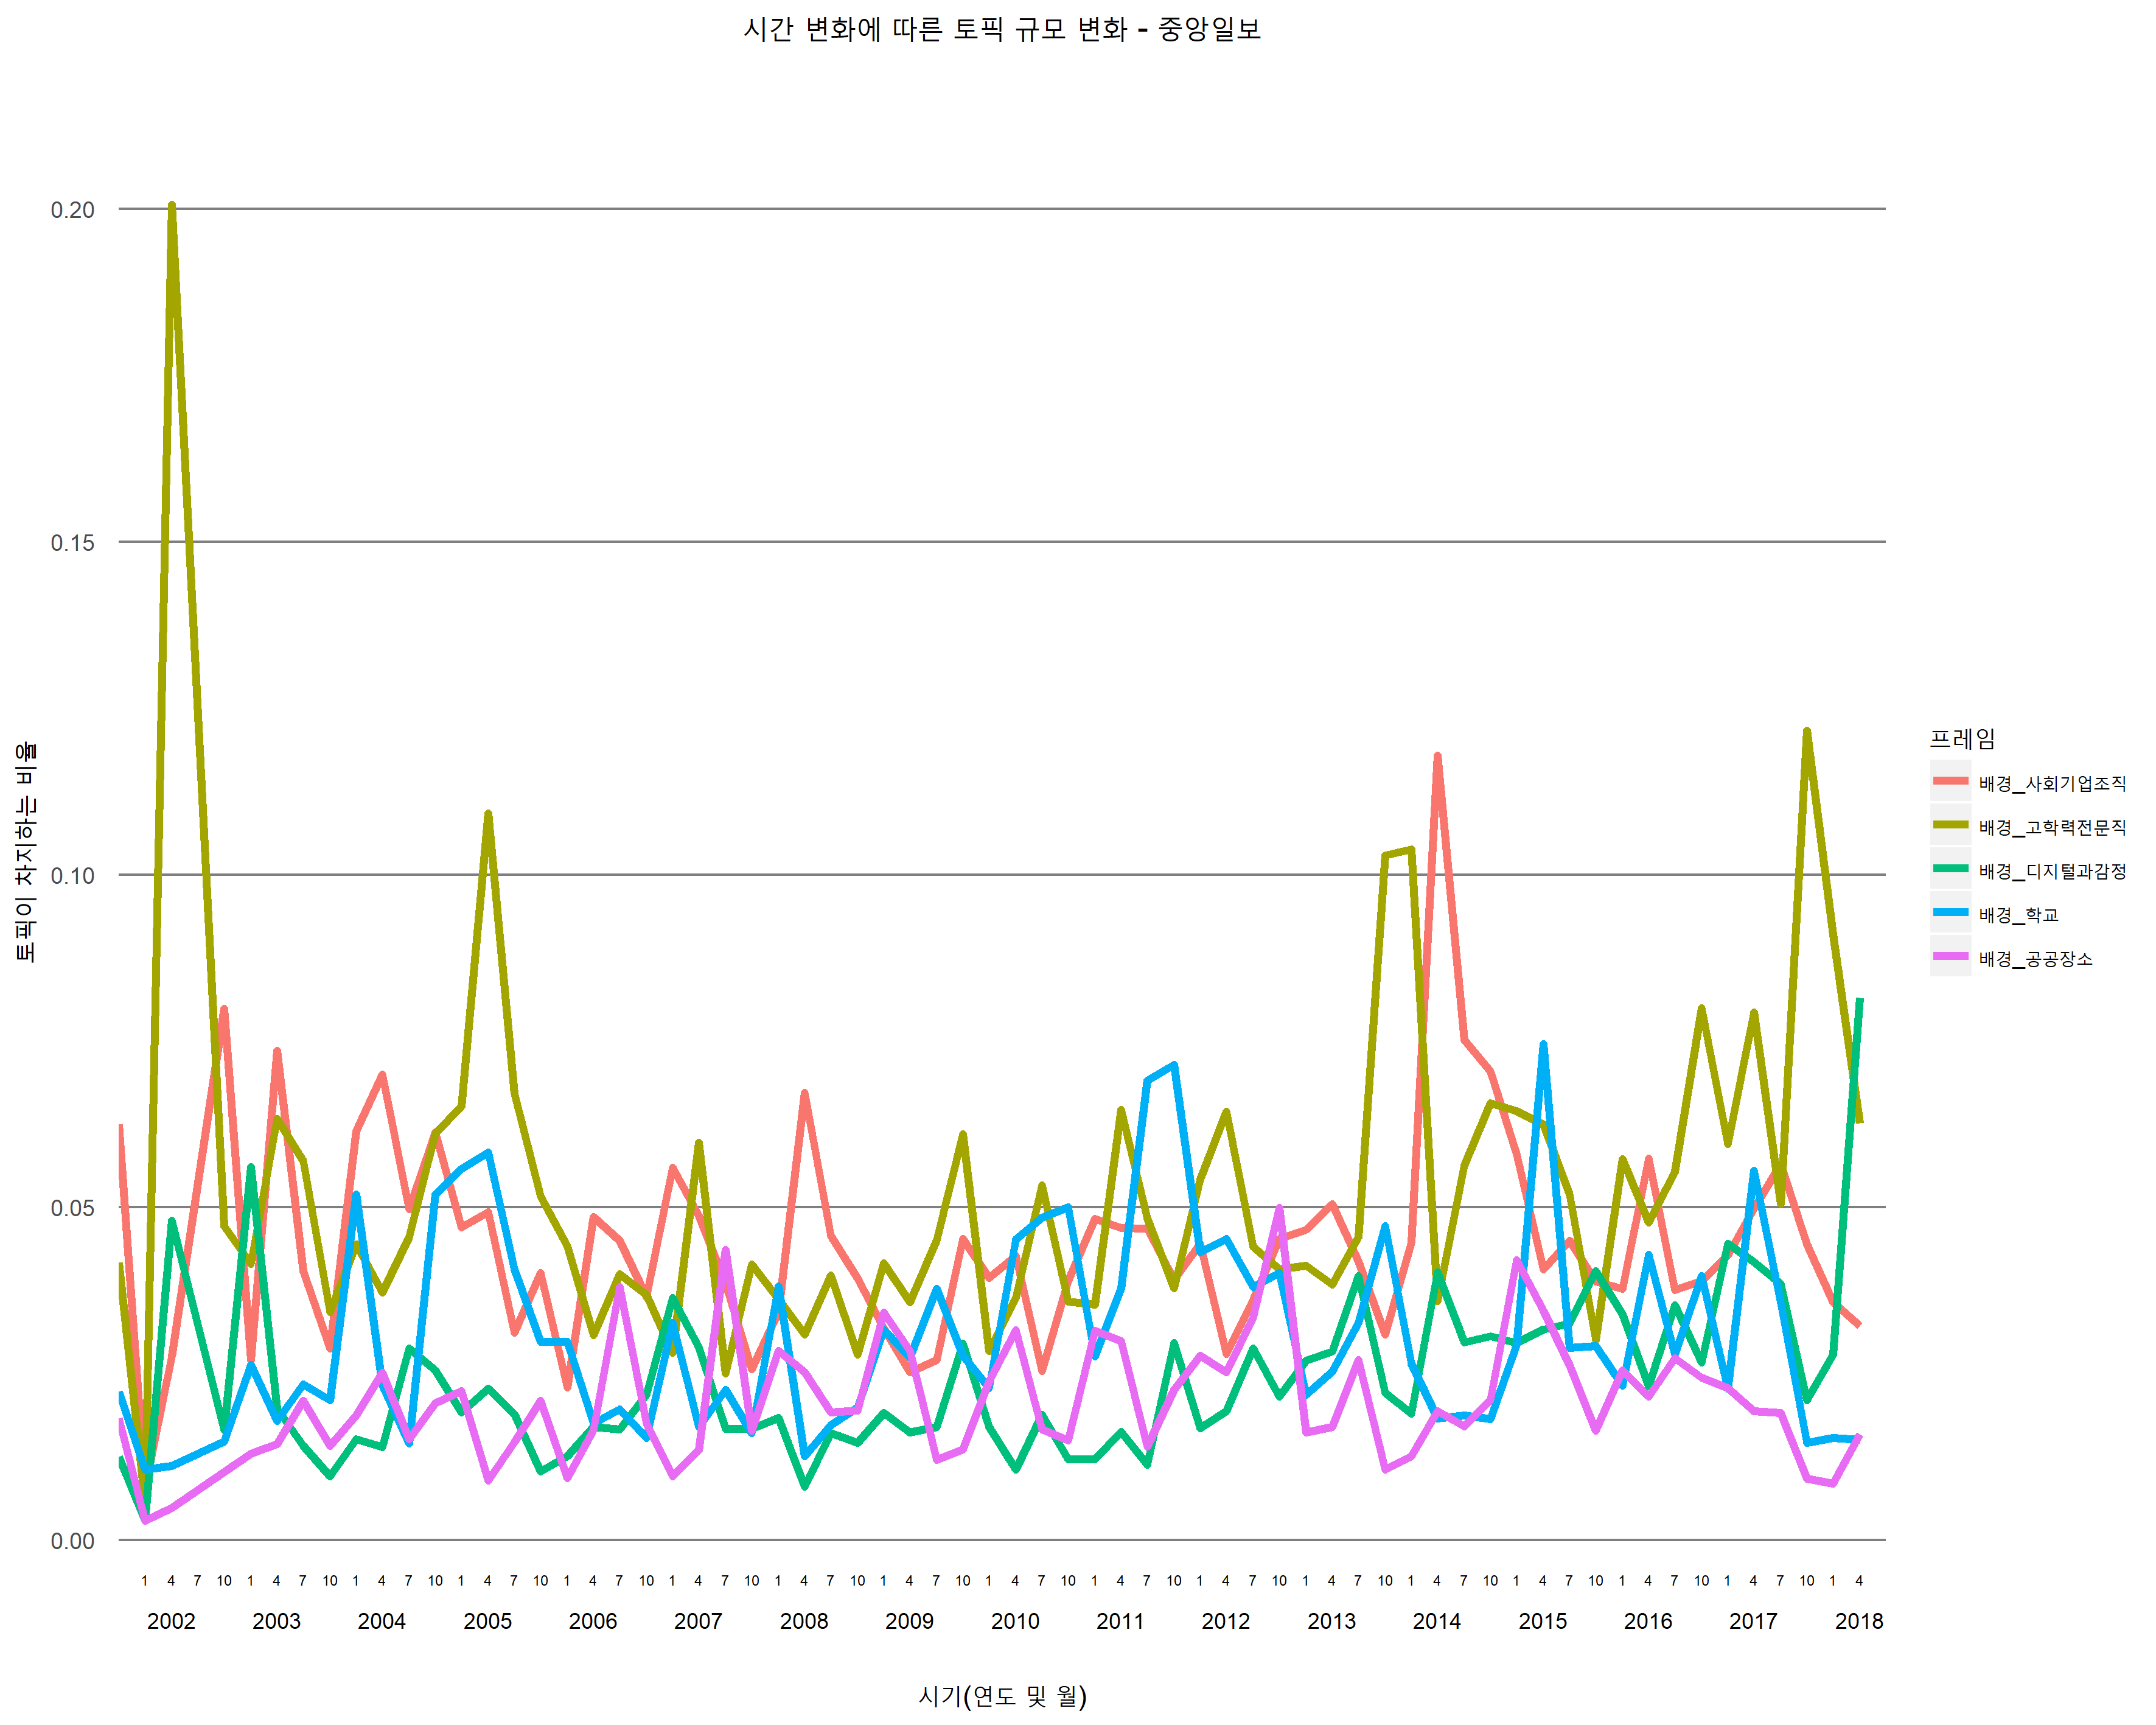 시간 변화에 따른 토픽 규모 변화 - 중앙일보
토픽이 차지하는 비율
0.20
0.15
0.10
0.05
0.00
1 4 7 10 1 4 7 10 1 4 7 10 1 4 7 10 1 4 7 10 1 4 7 10 1 4 7 10 1 4 7 10 1 4 7 10 1 4 7 10 1 4 7 10 1 4 7 10 1 4 7 10 1 4 7 10 1 4 7 10 1 4 7 10 1 4
2002 2003 2004 2005 2006 2007 2008 2009 2010 2011 2012 2013 2014 2015 2016 2017 2018
시기(연도 및 월)
프레임
배경_사회기업조직
배경_고학력전문직
배경_디지털과감정
배경_학교
배경_공공장소